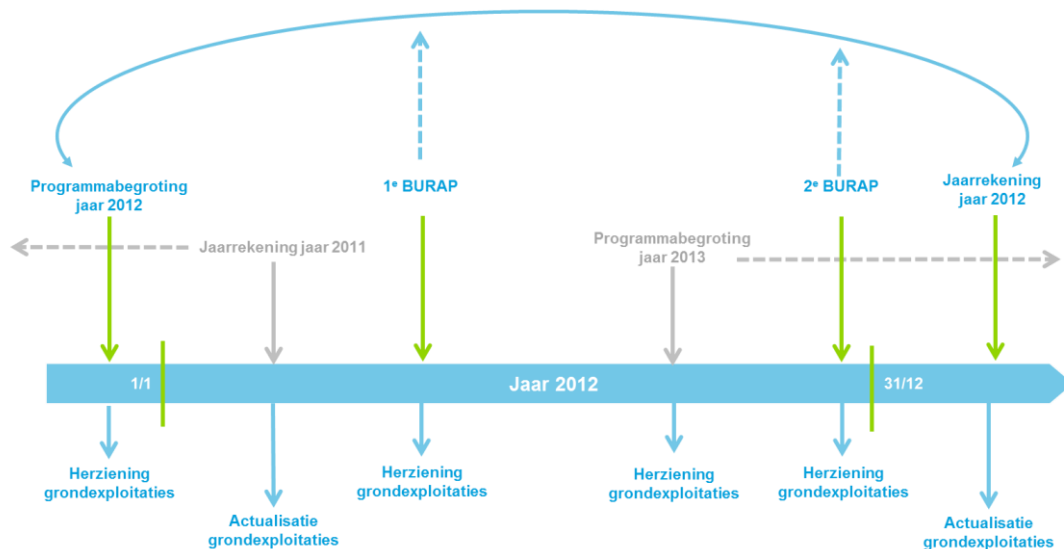 Programmabegroting
jaar 2012
1e BURAP
2e BURAP
Jaarrekening
jaar 2012
Jaarrekening jaar 2011
Programmabegroting
jaar 2013
1/1
Jaar 2012
31/12
Herziening
grondexploitaties
Actualisatie
grondexploitaties
Herziening
grondexploitaties
Herziening
grondexploitaties
Herziening
grondexploitaties
Actualisatie
grondexploitaties